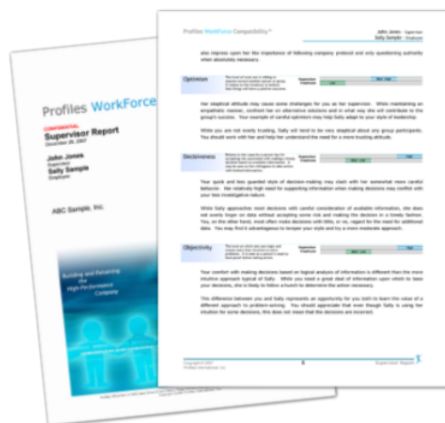 Profiles WorkForce
CONFIDENTIAL
Supervisor Report
December 28, 2007
John Jones
Supervisor
Sally Sample
Employee
ABC Sample, Inc.
Building and Retaining
the
High-Performance
Company
Profiles WorkForce Compatibility™
John Jones - Supervisor
Sally Sample - Employee
also impress upon her the importance of following company protocol and only questioning authority
when absolutely necessary.
Optimism
Supervisor
Employee
Her skeptical attitude may cause some challenges for you as her supervisor. While maintaining an
empathetic manner, confront her on alternative solutions and in what way she will contribute to the
group's success. Your example of careful optimism may help Sally adapt to your style of leadership.
While you are not overly trusting, Sally will tend to be very skeptical about any group participants.
You should work with her and help her understand the need for a more trusting attitude.
Decisiveness
Supervisor
Employee
Your quick and less guarded style of decision-making may clash with her somewhat more careful
behavior. Her relatively high need for supporting information when making decisions may conflict with
your less investigative nature.
While Sally approaches most decisions with careful consideration of available information, she does
not overly linger on data without accepting some risk and making the decision in a timely fashion.
You, on the other hand, most often make decisions with little, or no, regard for the need for additional
data. You may find it advantageous to temper your style and try a more moderate approach.
Objectivity
Supervisor
Employee
Your comfort with making decisions based on logical analysis of information is different than the more
intuitive approach typical of Sally. While you need a great deal of information upon which to base
your decisions, she is likely to follow a hunch to determine the action necessary.
This difference between you and Sally represents an opportunity for you both to learn the value of a
different approach to problem-solving. You should appreciate that even though Sally is using her
intuition for some decisions, this does not mean that the decisions are incorrect.
Copyright © 2007
Profiles International, Inc.
Supervisor Report